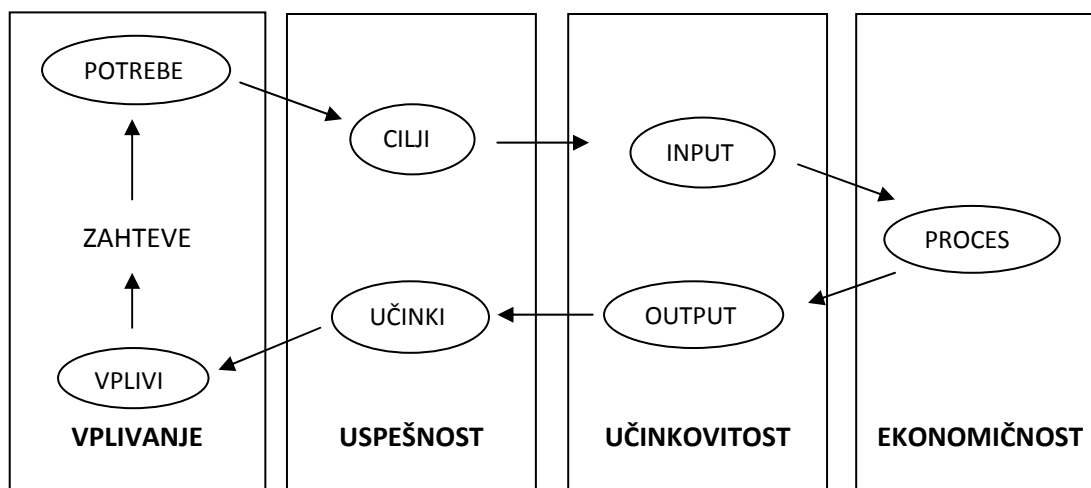 POTREBE
ZAHTEVE
VPLIVI
VPLIVANJE
CILJI
UČINKI
USPEŠNOST
INPUT
OUTPUT
UČINKOVITOST
PROCES
EKONOMIČNOST